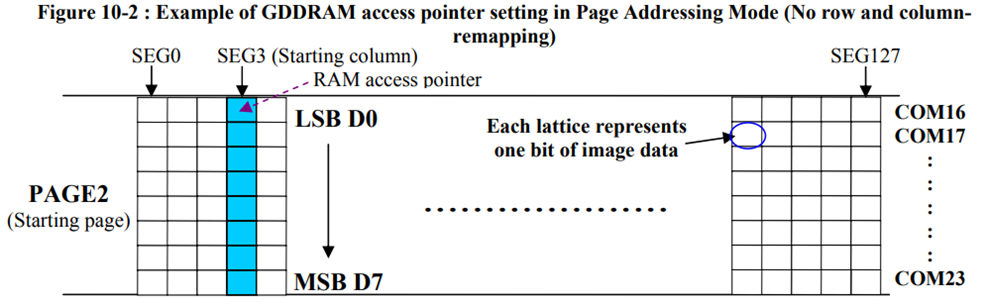 Figure 10-2 : Example of GDDRAM access pointer setting in Page Addressing Mode (No row and column-
remapping)
SEG0
SEG3 (Starting column)
SEG127
RAM access pointer
LSB D0
COM16
Each lattice represents
one bit of image data
COM17
:
:
:
:
:
PAGE2
(Starting page)
MSB D7
COM23